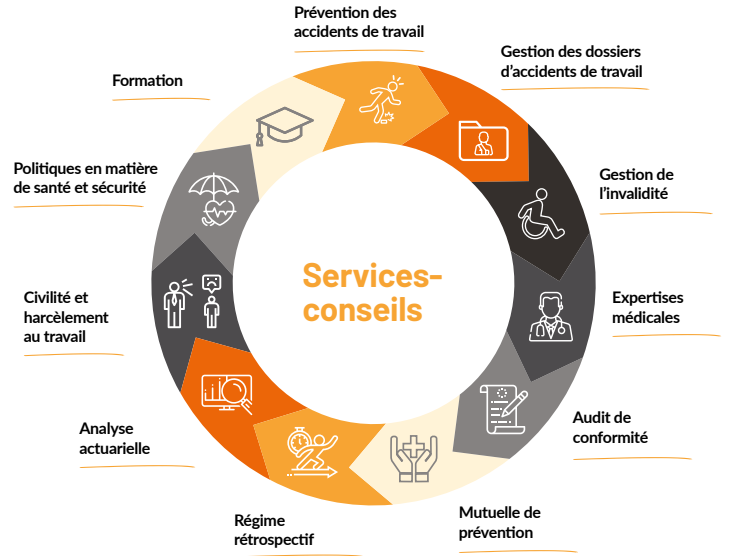 Prévention des
accidents de travail
Gestion des dossiers
d'accidents de travail
Gestion de
l'invalidité
Expertises
médicales
Audit de
conformité
Mutuelle de
prévention
Régime
rétrospectif
Analyse
actuarielle
Civilité et
harcèlement
au travail
Politiques en matière
de santé et sécurité
Formation
Services-
conseils